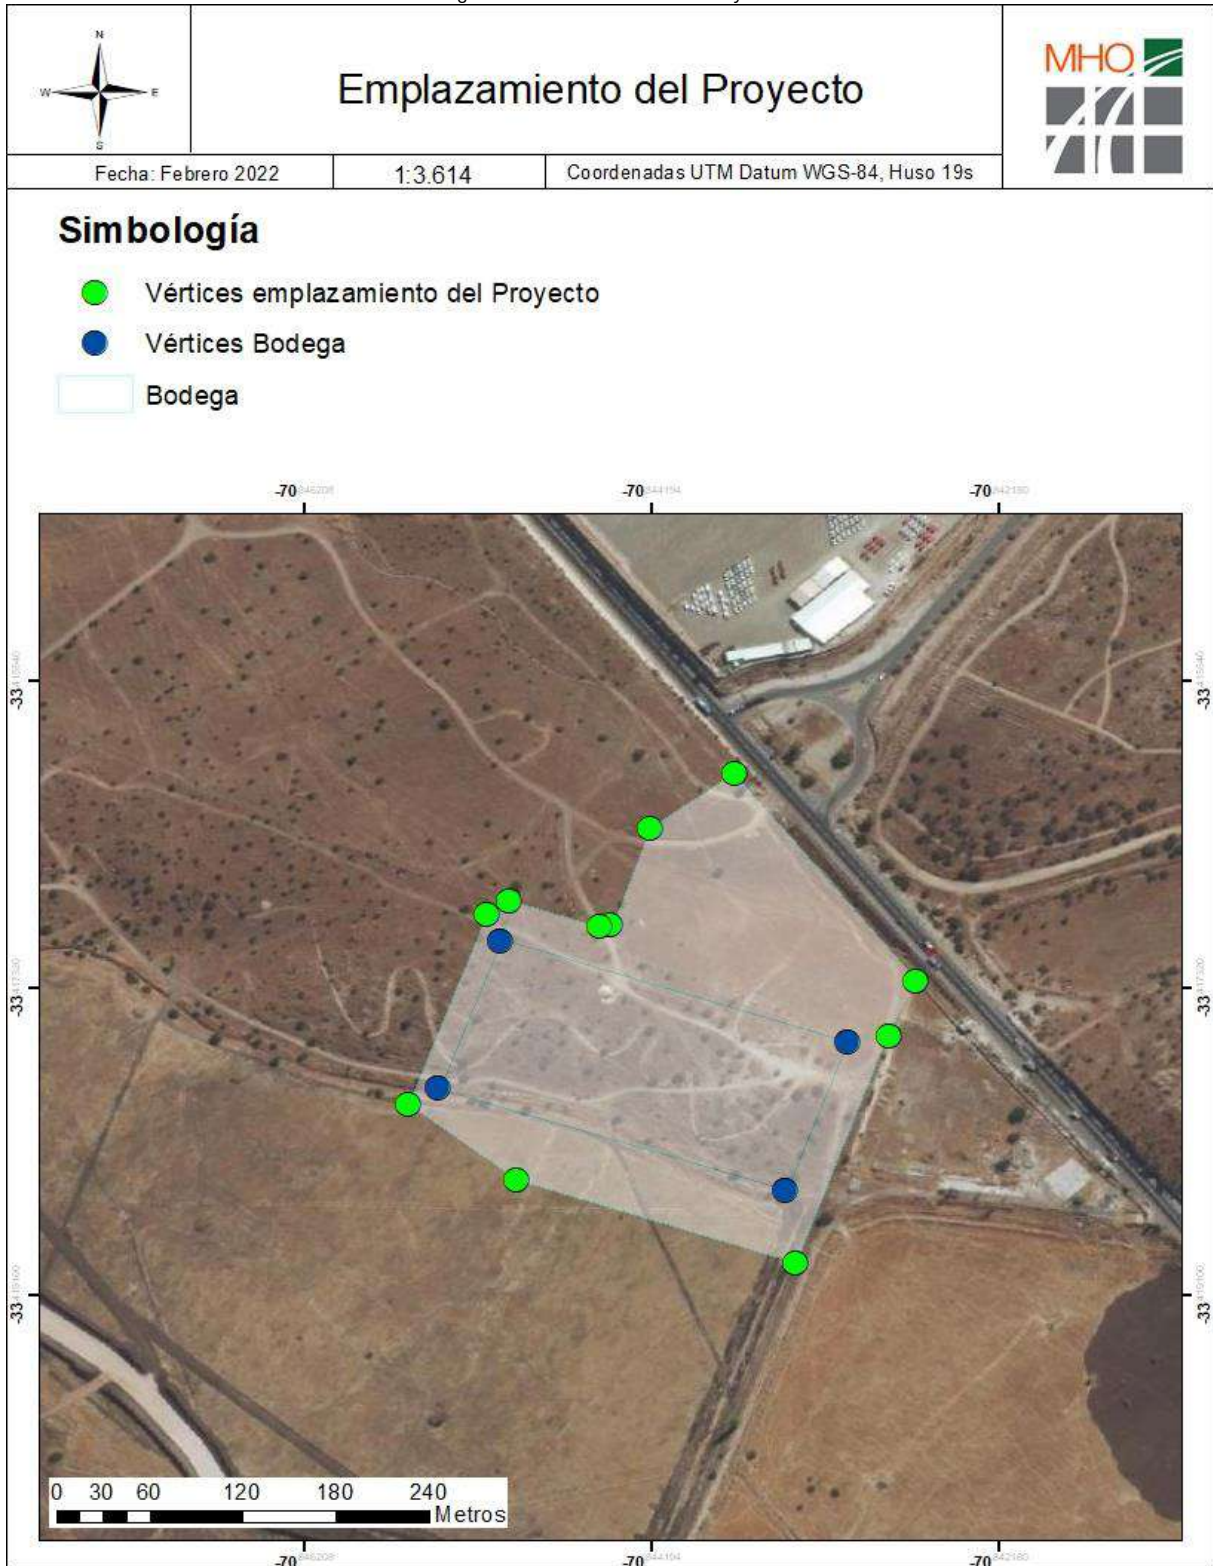 N
W E
S
Emplazamiento del Proyecto
MHO
Fecha: Febrero 2022
1:3.614
Coordenadas UTM Datum WGS-84, Huso 19s
Simbología
Vértices emplazamiento del Proyecto
Vértices Bodega
Bodega
-70 -70 -70
-33 -33
-33 -33
-33 -33
0 30 60 120 180 240
Metros
-70 -70 -70